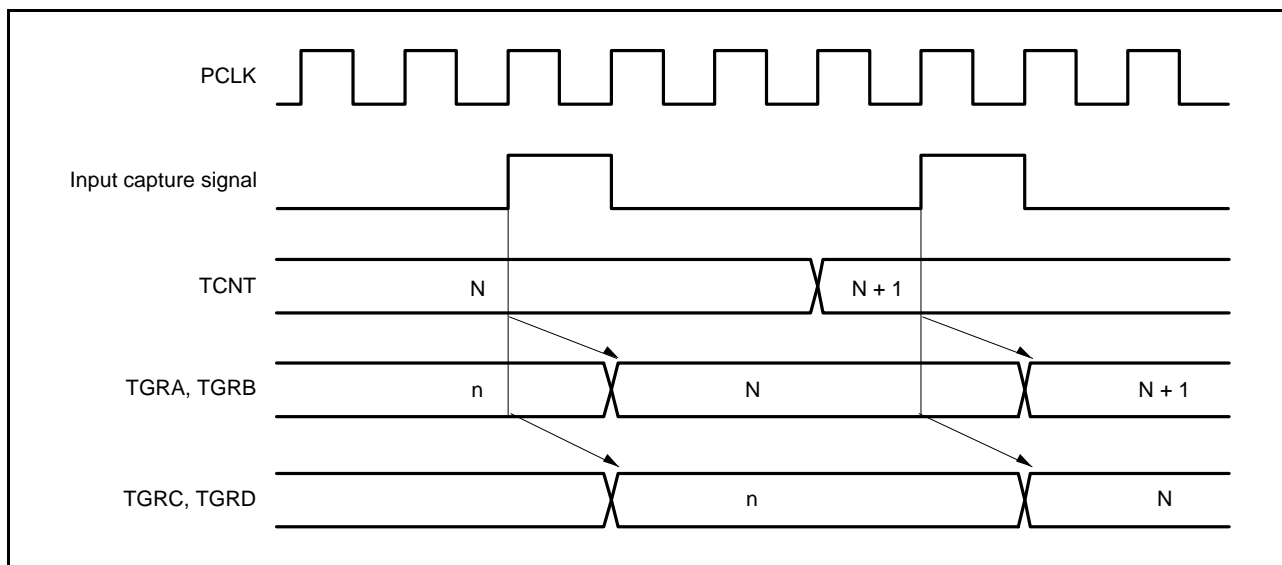 PCLK
Input capture signal
TCNT
N
N + 1
TGRA, TGRB
n
N
N + 1
TGRC, TGRD
n
N